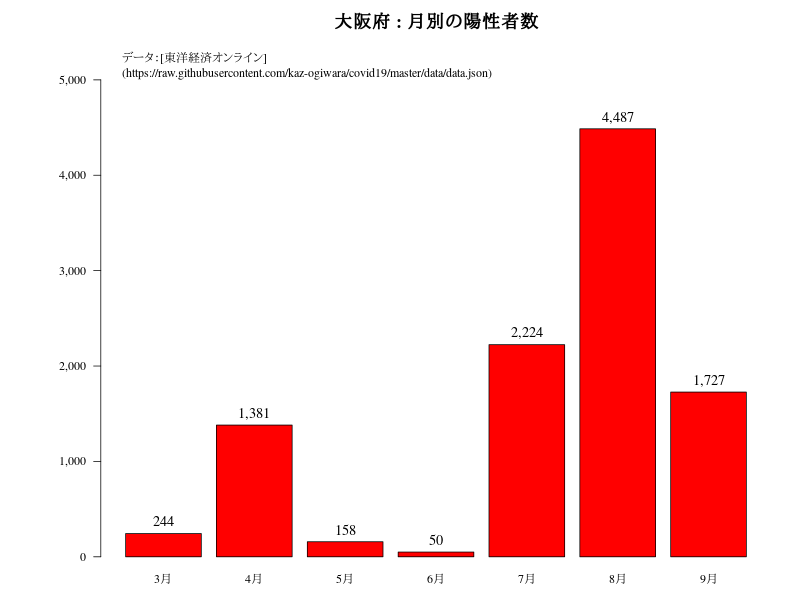 大阪府 : 月別の陽性者数
データ：[東洋経済オンライン]
(https://raw.githubusercontent.com/kaz-ogiwara/covid19/master/data/data.json)
5,000
4,000
3,000
2,000
1,000
0
244
1,381
158
50
2,224
4,487
1,727
3月
4月
5月
6月
7月
8月
9月